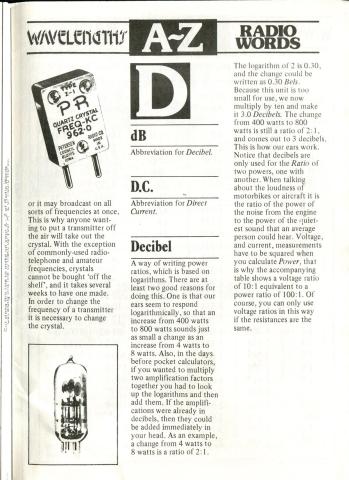 WAVELENGTH'S
A~Z
RADIO
WORDS
TYPE Z
PR
QUARTZ CRYSTAL
FREQ-KC
962·0
PETERSEN
RADIO CO
or it may broadcast on all
sorts of frequencies at once.
This is why anyone want-
ing to put a transmitter off
the air will take out the
crystal. With the exception
of commonly-used radio-
telephone and amateur
frequencies, crystals
cannot be bought "off the
shelf", and it takes several
weeks to have one made.
In order to change the
frequency of a transmitter
it is necessary to change
the crystal.
D
dB
Abbreviation for Decibel.
D.C.
Abbreviation for Direct
Current.
Decibel
A way of writing power
ratios, which is based on
logarithms. There are at
least two good reasons for
doing this. One is that our
ears seem to respond
logarithmically, so that an
increase from 400 watts
to 800 watts sounds just
as small a change as an
increase from 4 watts to
8 watts. Also, in the days
before pocket calculators,
if you wanted to multiply
two amplification factors
together you had to look
up the logarithms and then
add them. If the amplifi-
cations were already in
decibels, then they could
be added immediately in
your head. As an example,
a change from 4 watts to
8 watts is a ratio of 2:1.
The logarithm of 2 is 0.30,
and the change could be
written as 0.30 Bels.
Because this unit is too
small for use, we now
multiply by ten and make
it 3.0 Decibels. The change
from 400 watts to 800
watts is still a ratio of 2:1,
and comes out to 3 decibels.
This is how our ears work.
Notice that decibels are
only used for the Ratio of
two powers, one with
another. When talking
about the loudness of
motorbikes or aircraft it is
the ratio of the power of
the noise from the engine
to the power of the quiet-
est sound that an average
person could hear. Voltage,
and current, measurements
have to be squared when
you calculate Power, that
is why the accompanying
table shows a voltage ratio
of 10:1 equivalent to a
power ratio of 100:1. Of
course, you can only use
voltage ratios in this way
if the resistances are the
same.